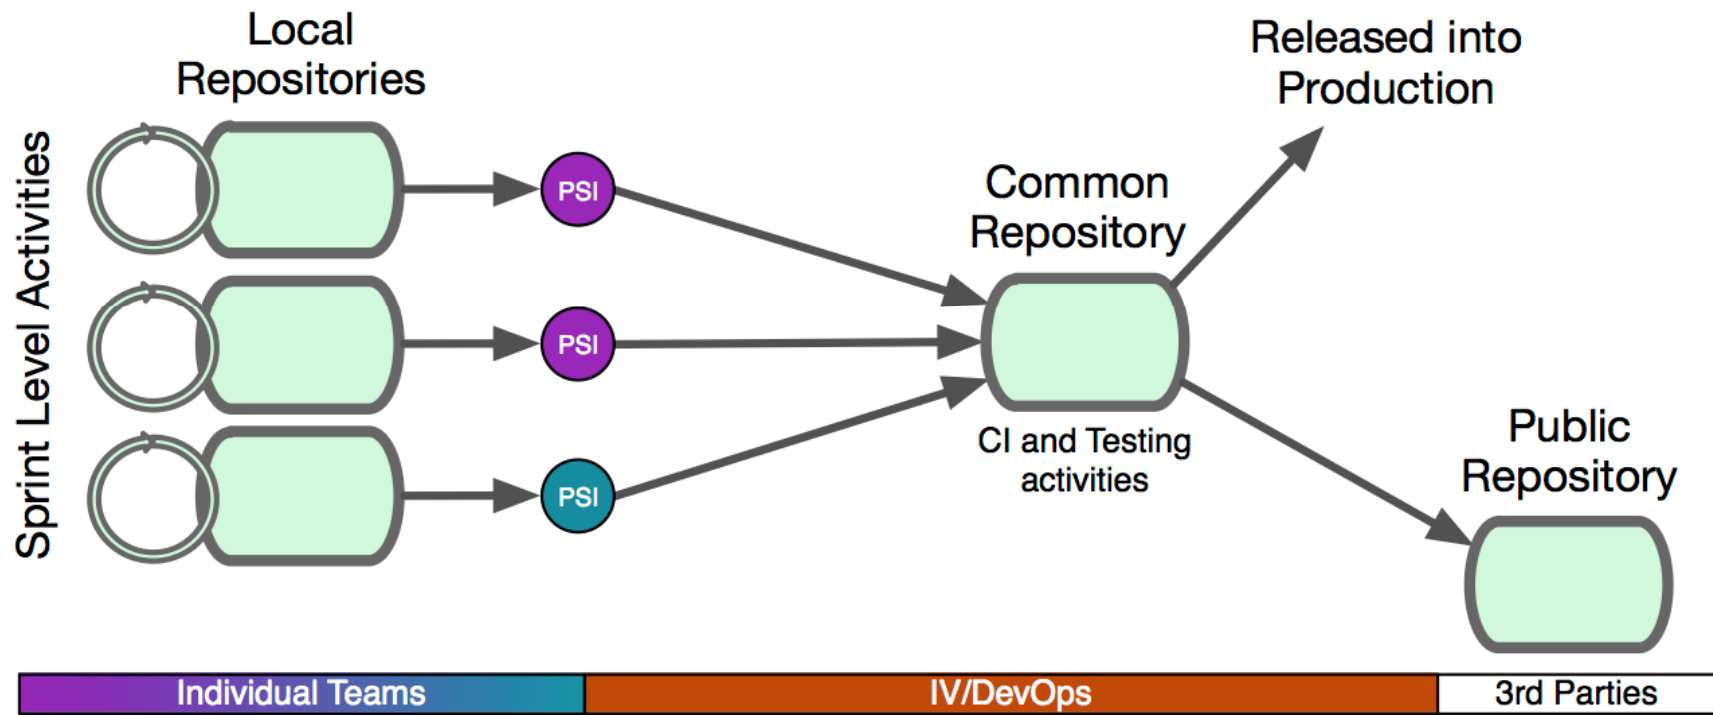 Local
Repositories
Released into
Production
Sprint Level Activities
PSI
Common
Repository
PSI
CI and Testing
activities
Public
Repository
PSI
Individual Teams
IV/DevOps
3rd Parties